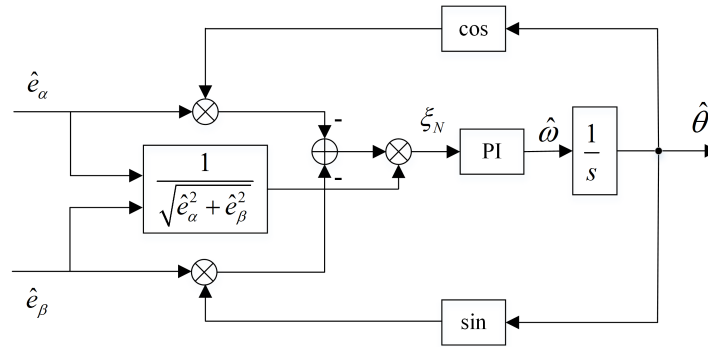 cos
ê_α
-
ξ_N
PI
ω̂
1/s
θ̂
1/√(ê_α² + ê_β²)
-
ê_β
sin